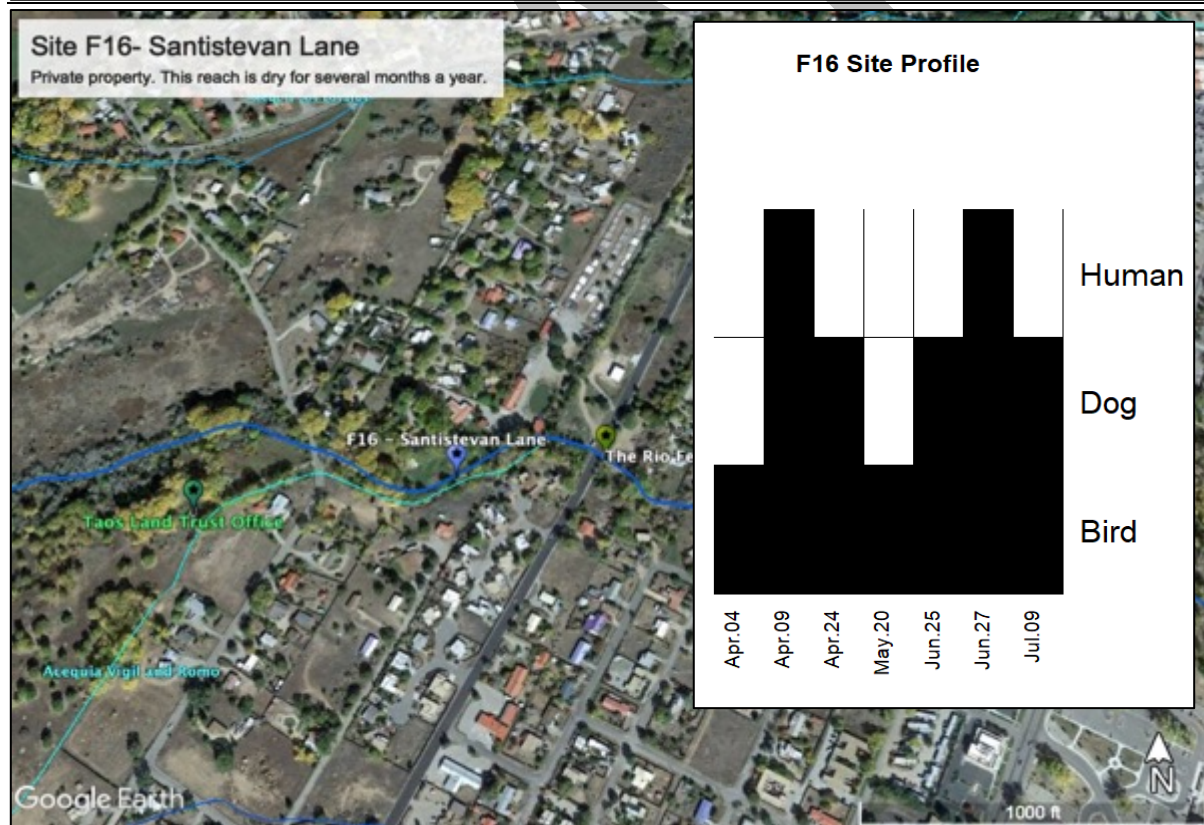 Site F16- Santistevan Lane
Private property. This reach is dry for several months a year.
F16 Site Profile
Human
Dog
Bird
Apr.04
Apr.09
Apr.24
May.20
Jun.25
Jun.27
Jul.09
F16 - Santistevan Lane
The Rio Fe
Taos Land Trust Office
Acequia Vigil and Romo
Google Earth
1000 ft
N